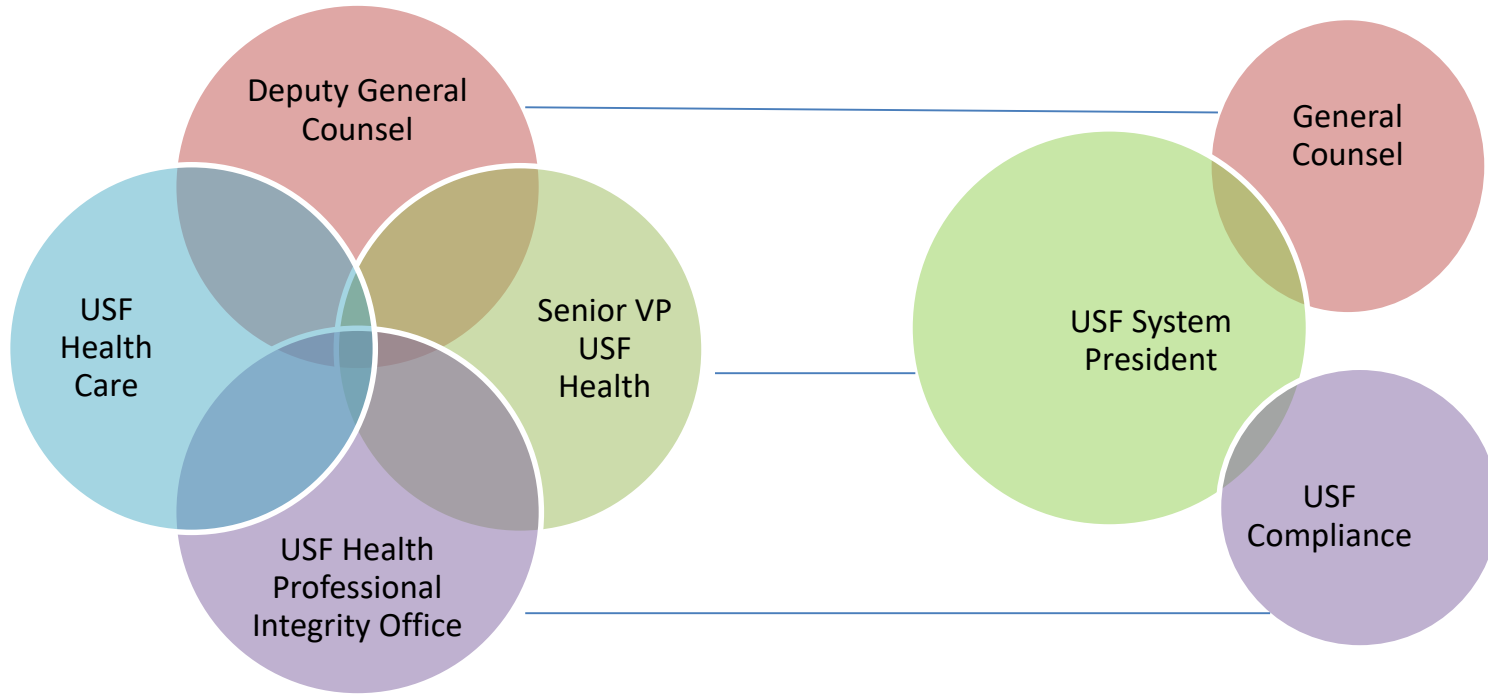 Deputy General
Counsel
USF
Health
Care
Senior VP
USF
Health
USF Health
Professional
Integrity Office
General
Counsel
USF System
President
USF
Compliance